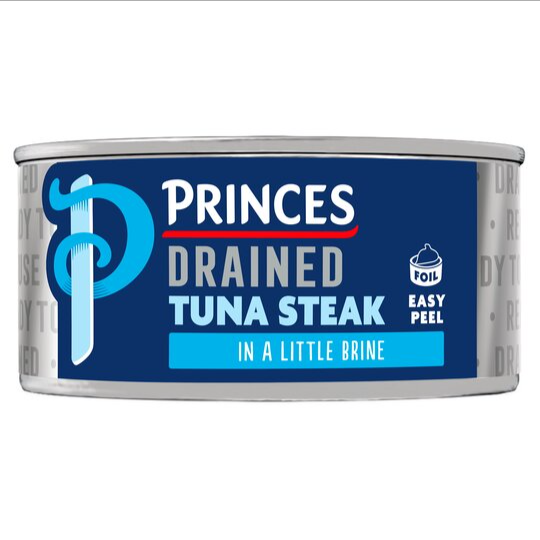 PRINCES
DRAINED
TUNA STEAK
IN A LITTLE BRINE
FOIL
EASY
PEEL